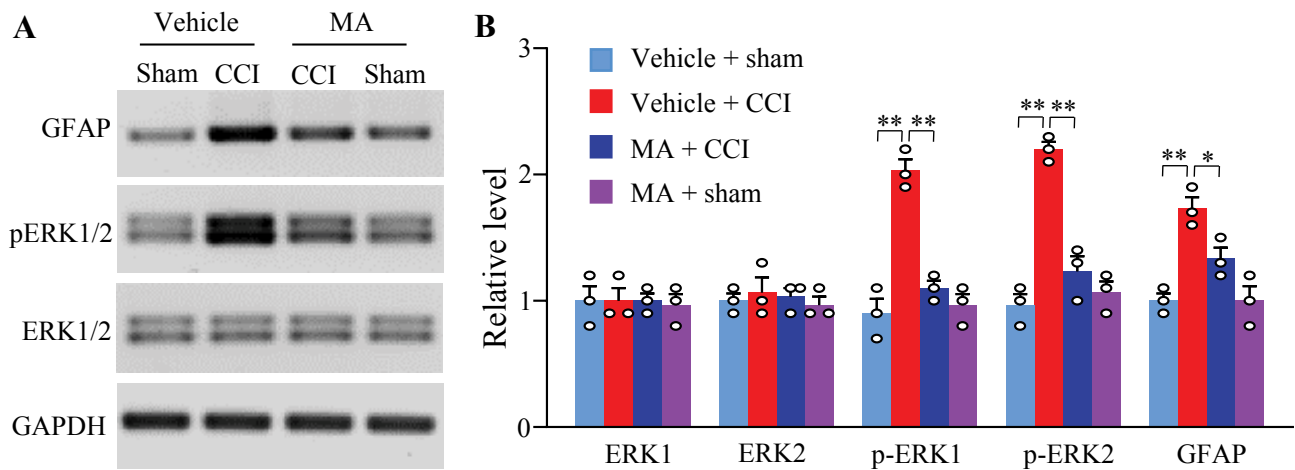 A
Vehicle MA
Sham CCI CCI Sham
GFAP
pERK1/2
ERK1/2
GAPDH
B
Relative level
3
2
1
0
Vehicle + sham
Vehicle + CCI
MA + CCI
MA + sham
** **
** **
** *
ERK1 ERK2 p-ERK1 p-ERK2 GFAP